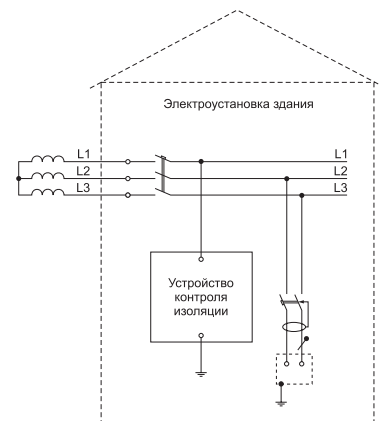 Электроустановка здания
L1 L1
L2 L2
L3 L3
Устройство
контроля
изоляции